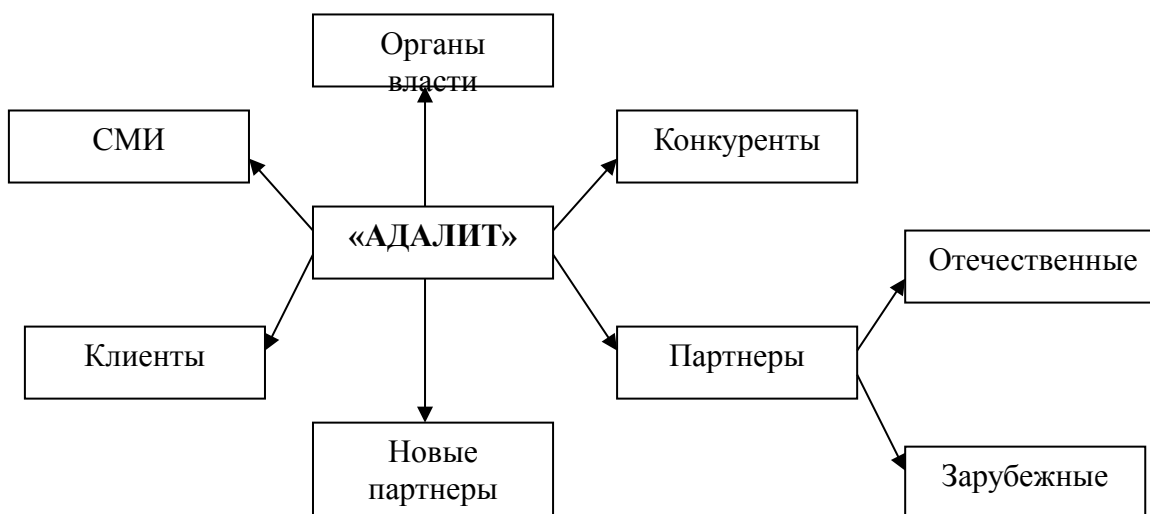 Органы
власти
СМИ
Конкуренты
«АДАЛИТ»
Отечественные
Клиенты
Партнеры
Новые
партнеры
Зарубежные